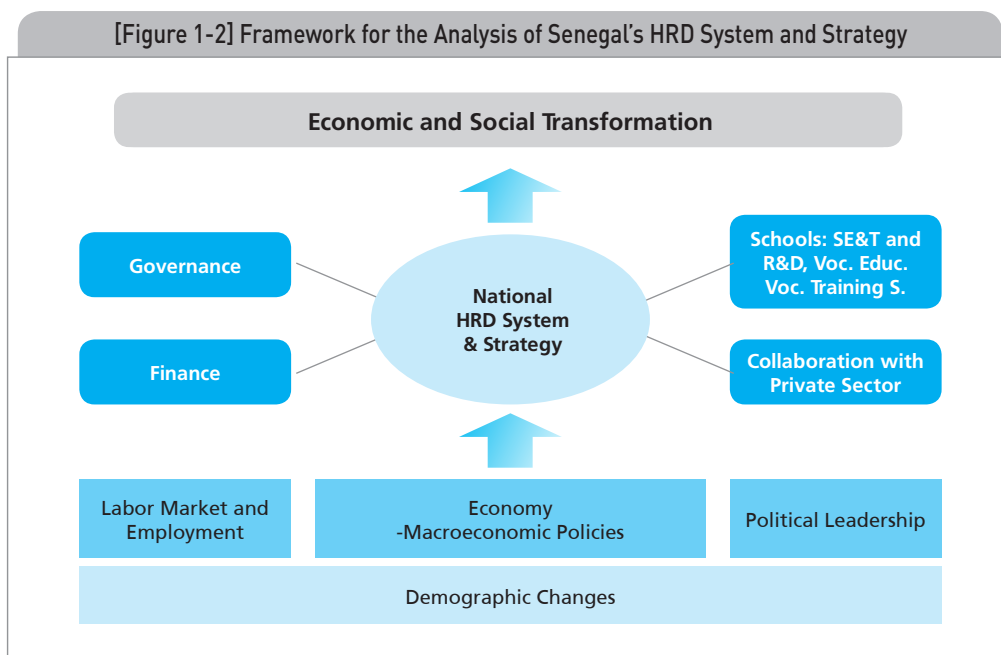 [Figure 1-2] Framework for the Analysis of Senegal's HRD System and Strategy
Economic and Social Transformation
Governance
Finance
National
HRD System
& Strategy
Schools: SE&T and
R&D, Voc. Educ.
Voc. Training S.
Collaboration with
Private Sector
Labor Market and
Employment
Economy
-Macroeconomic Policies
Political Leadership
Demographic Changes